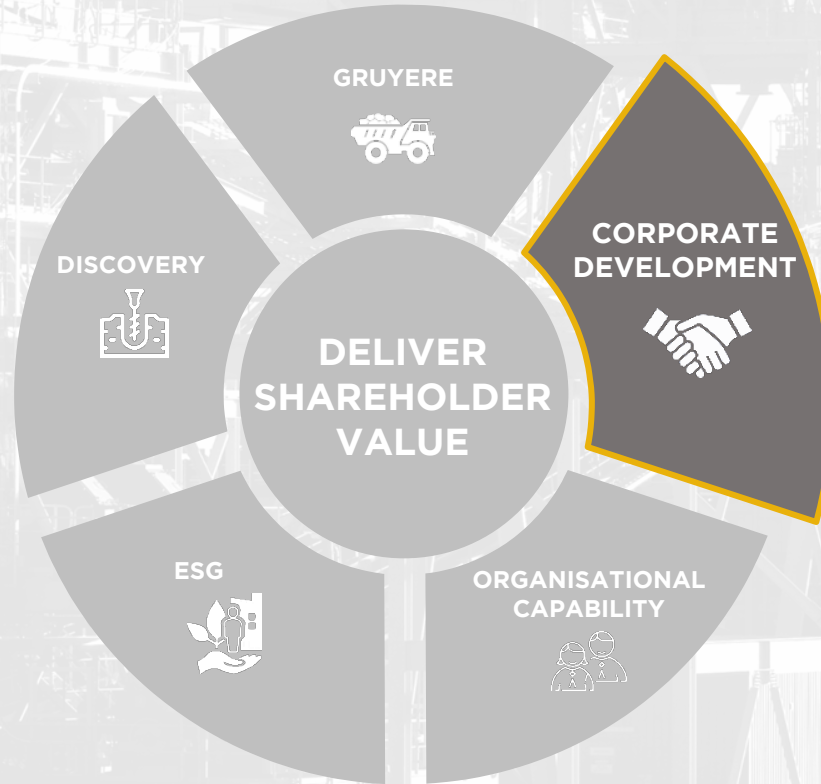 GRUYERE
CORPORATE
DEVELOPMENT
DISCOVERY
DELIVER
SHAREHOLDER
VALUE
ESG
ORGANISATIONAL
CAPABILITY